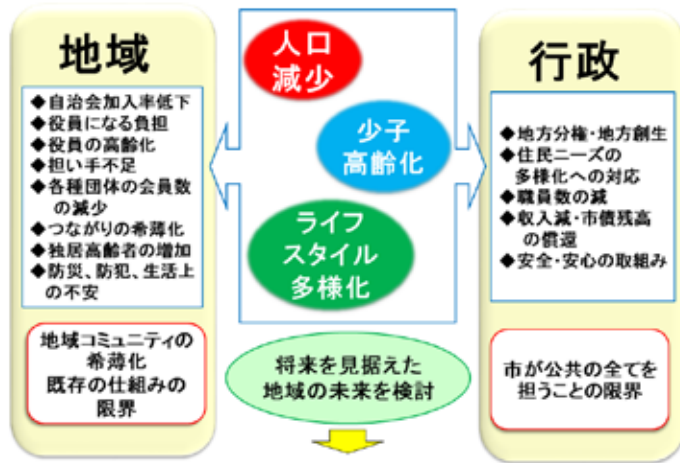 地域
◆自治会加入率低下
◆役員になる負担
◆役員の高齢化
◆担い手不足
◆各種団体の会員数
の減少
◆つながりの希薄化
◆独居高齢者の増加
◆防災、防犯、生活上
の不安
地域コミュニティの
希薄化
既存の仕組みの
限界
人口
減少
少子
高齢化
ライフ
スタイル
多様化
将来を見据えた
地域の未来を検討
行政
◆地方分権・地方創生
◆住民ニーズの
多様化への対応
◆職員数の減
◆収入減・市債残高
の償還
◆安全・安心の取組み
市が公共の全てを
担うことの限界